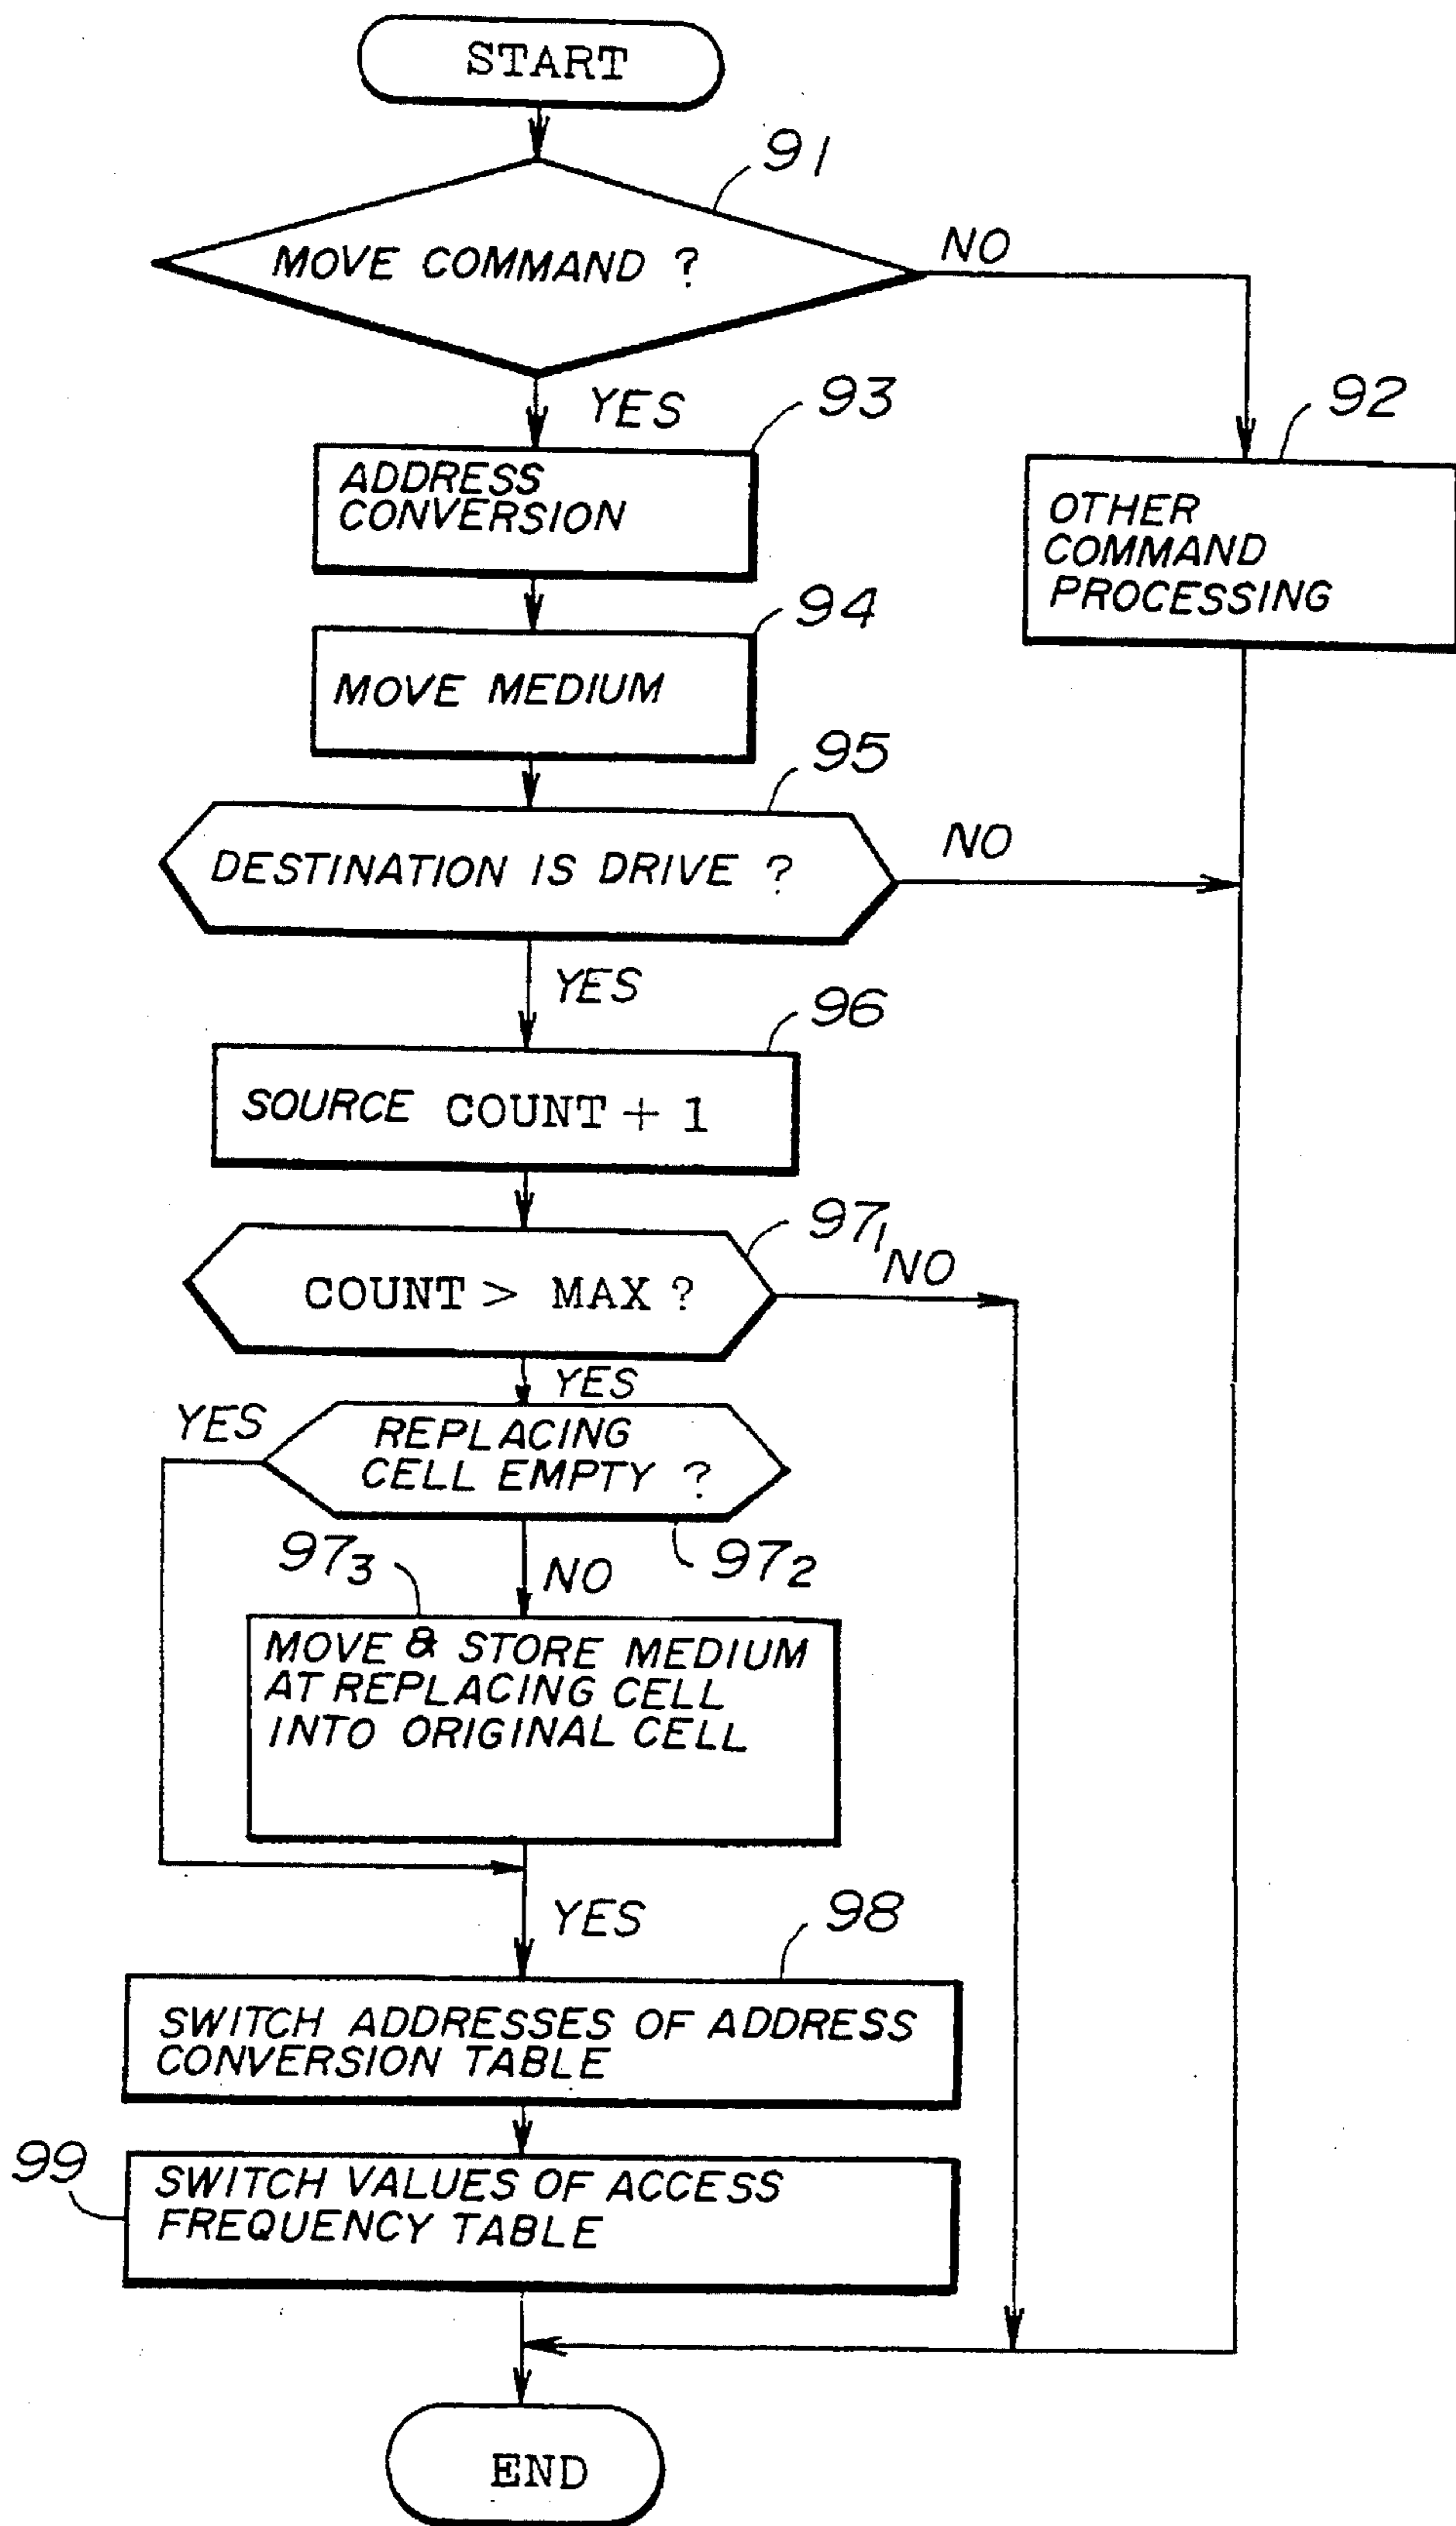 START
91
MOVE COMMAND ?
NO
YES
93
92
ADDRESS
CONVERSION
OTHER
COMMAND
PROCESSING
94
MOVE MEDIUM
95
DESTINATION IS DRIVE ?
NO
YES
96
SOURCE COUNT + 1
971
NO
COUNT > MAX ?
YES
YES
REPLACING
CELL EMPTY ?
972
973
NO
MOVE & STORE MEDIUM
AT REPLACING CELL
INTO ORIGINAL CELL
YES
98
SWITCH ADDRESSES OF ADDRESS
CONVERSION TABLE
99
SWITCH VALUES OF ACCESS
FREQUENCY TABLE
END